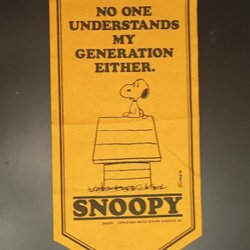 NO ONE
UNDERSTANDS
MY
GENERATION
EITHER.
SNOOPY